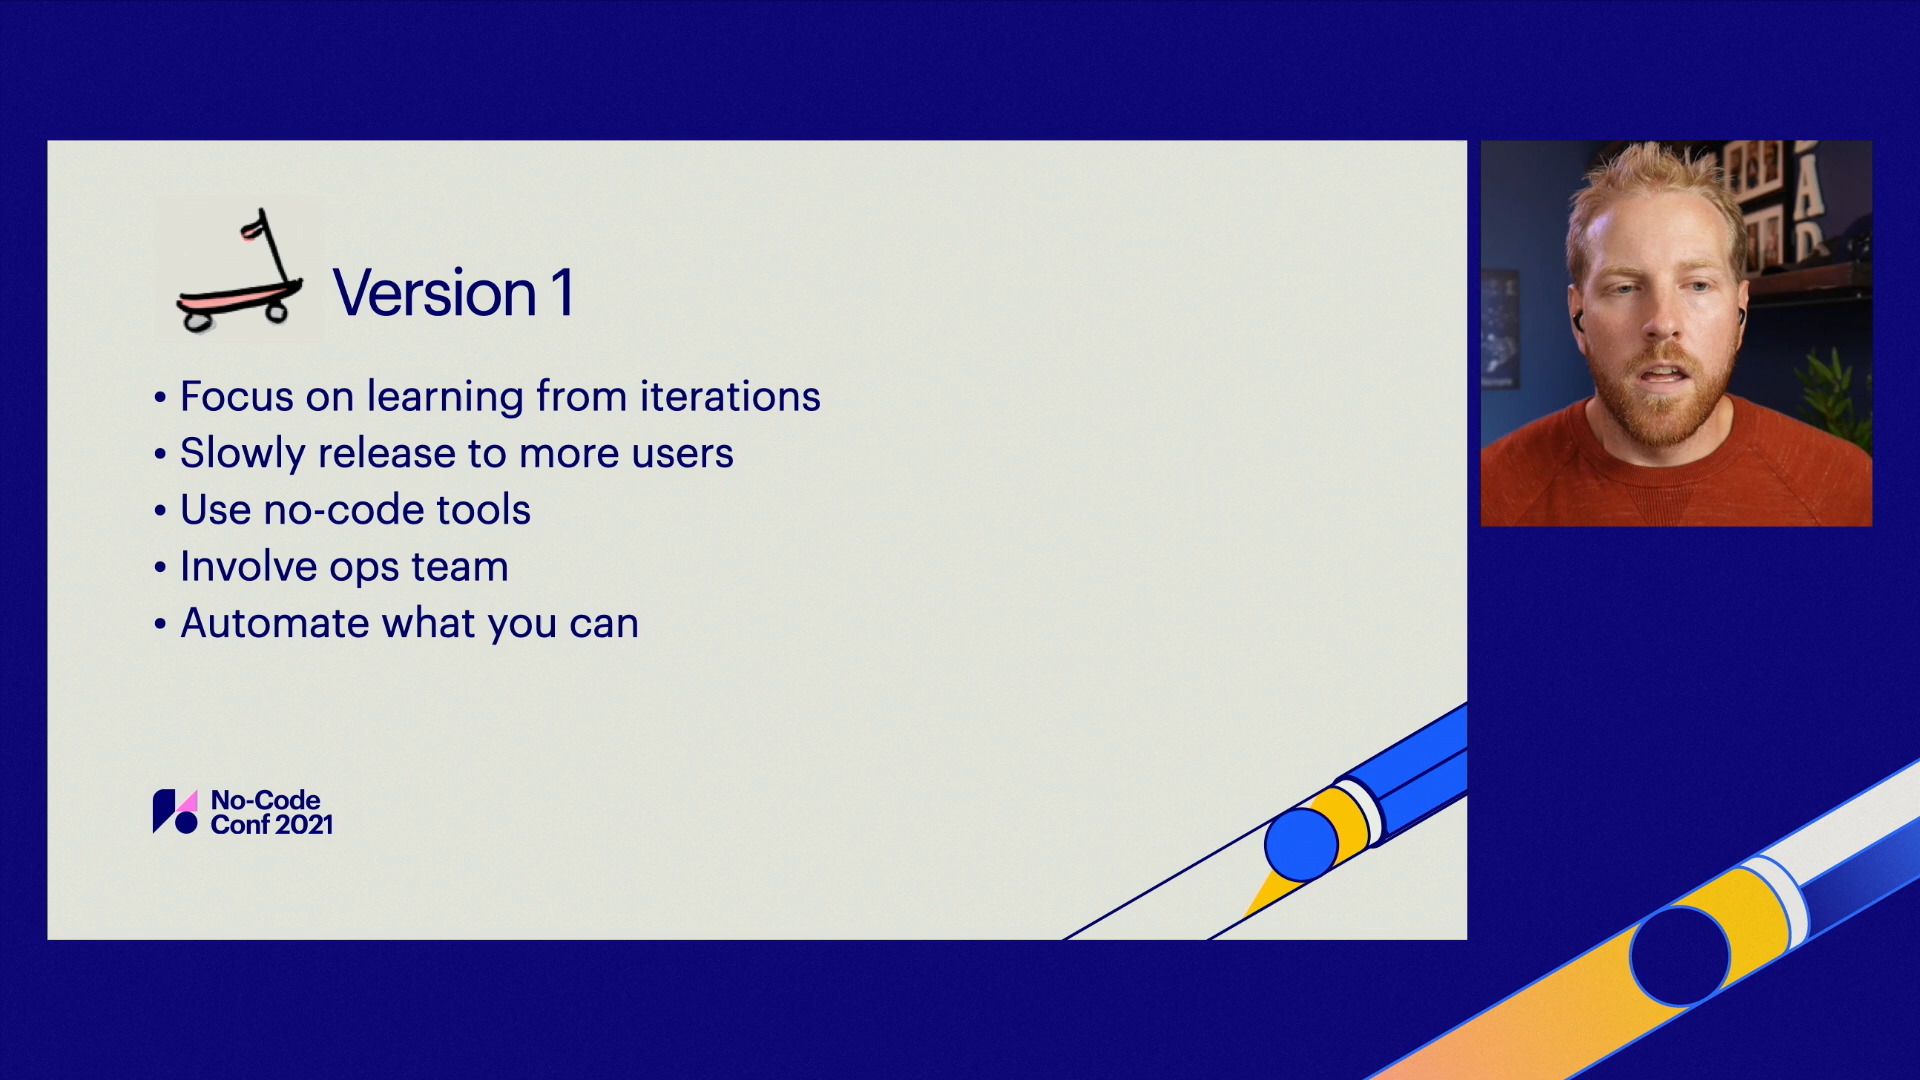 Version 1
• Focus on learning from iterations
• Slowly release to more users
• Use no-code tools
• Involve ops team
• Automate what you can
No-Code
Conf 2021